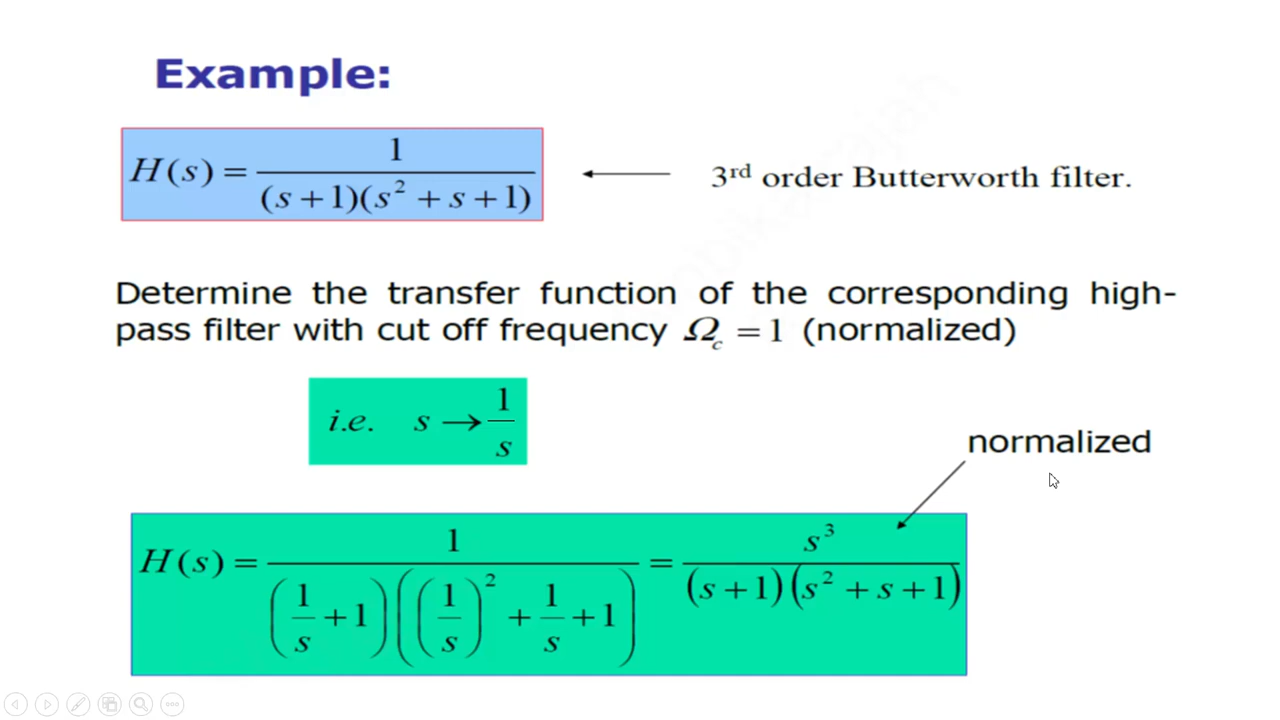 Example:
H(s) = 1 / (s+1)(s² + s + 1)
3rd order Butterworth filter.
Determine the transfer function of the corresponding high-
pass filter with cut off frequency Ωc = 1 (normalized)
i.e. s → 1/s
normalized
H(s) = 1 / (1/s + 1)((1/s)² + 1/s + 1) = s³ / (s+1)(s² + s + 1)